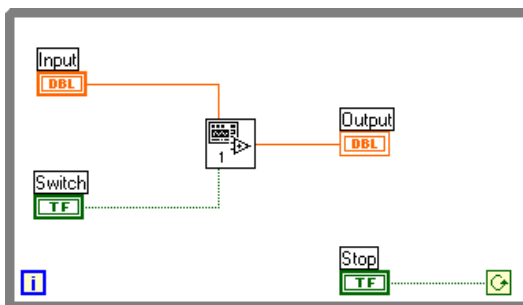 Input
DBL
Output
1
DBL
Switch
TF
Stop
i
TF